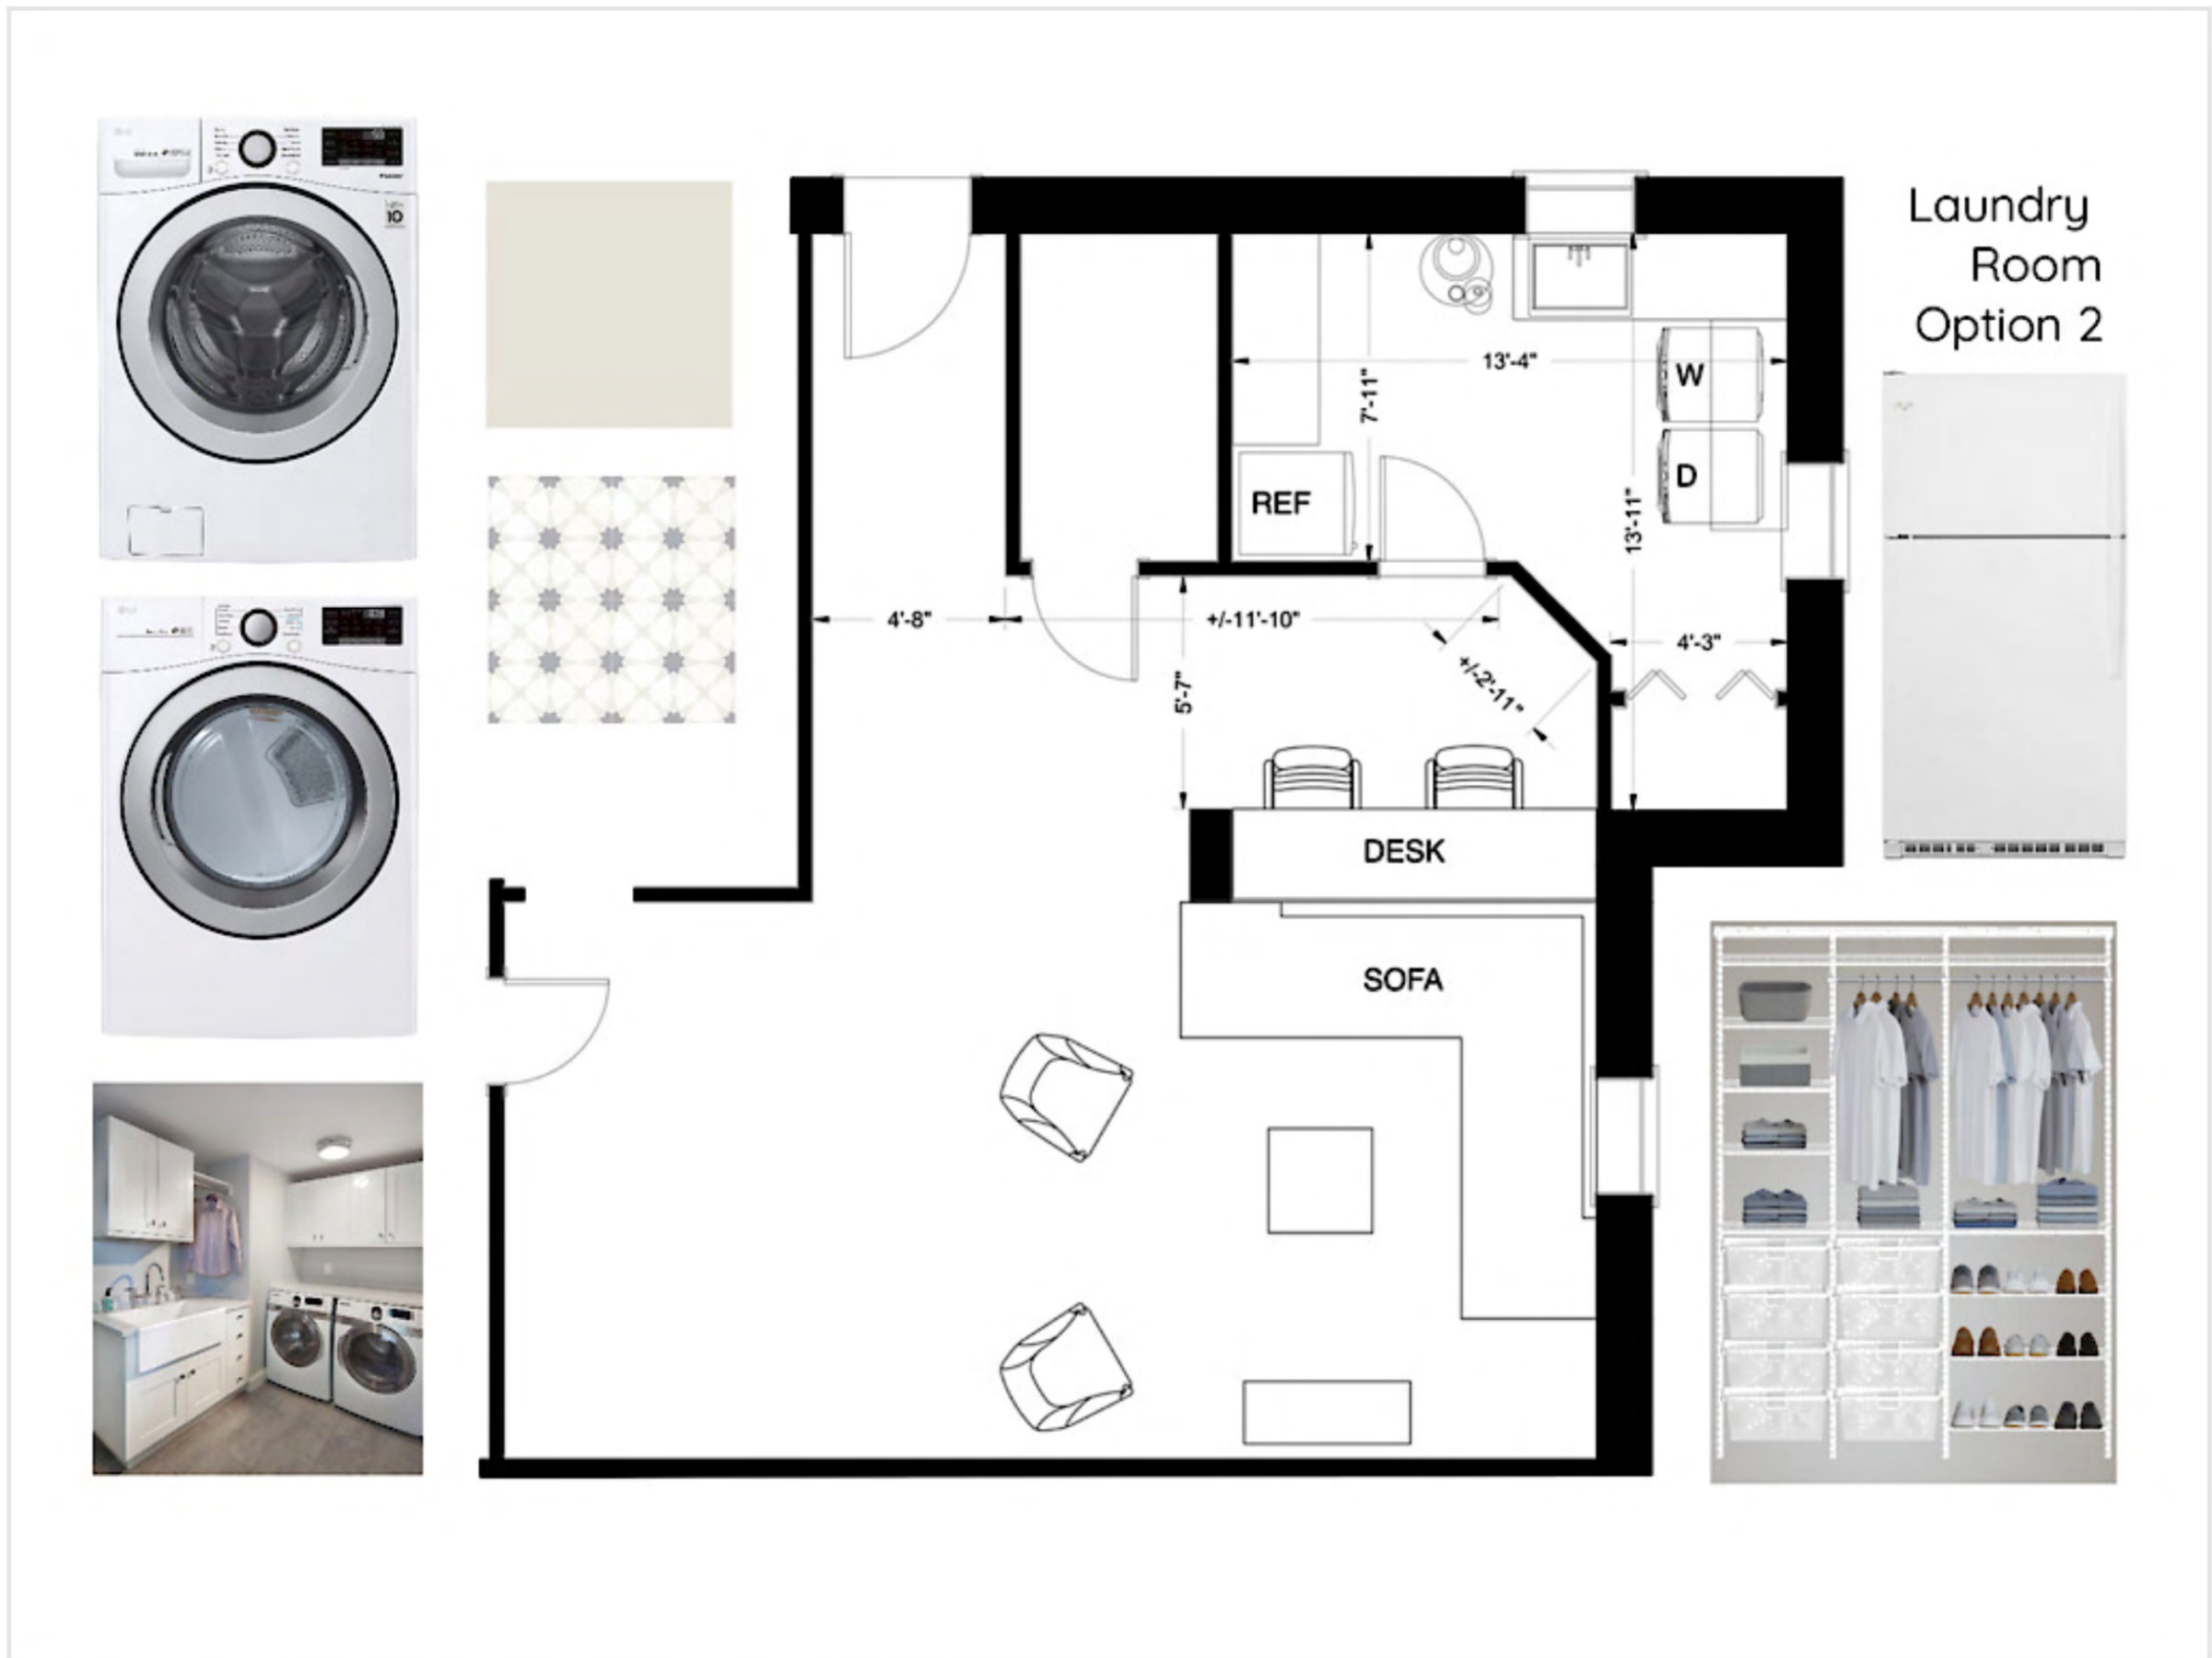 Laundry
Room
Option 2
13'-4"
7'-11"
W
D
REF
13'-11"
4'-8"
+/-11'-10"
4'-3"
5'-7"
+/-2'-11"
DESK
SOFA
10